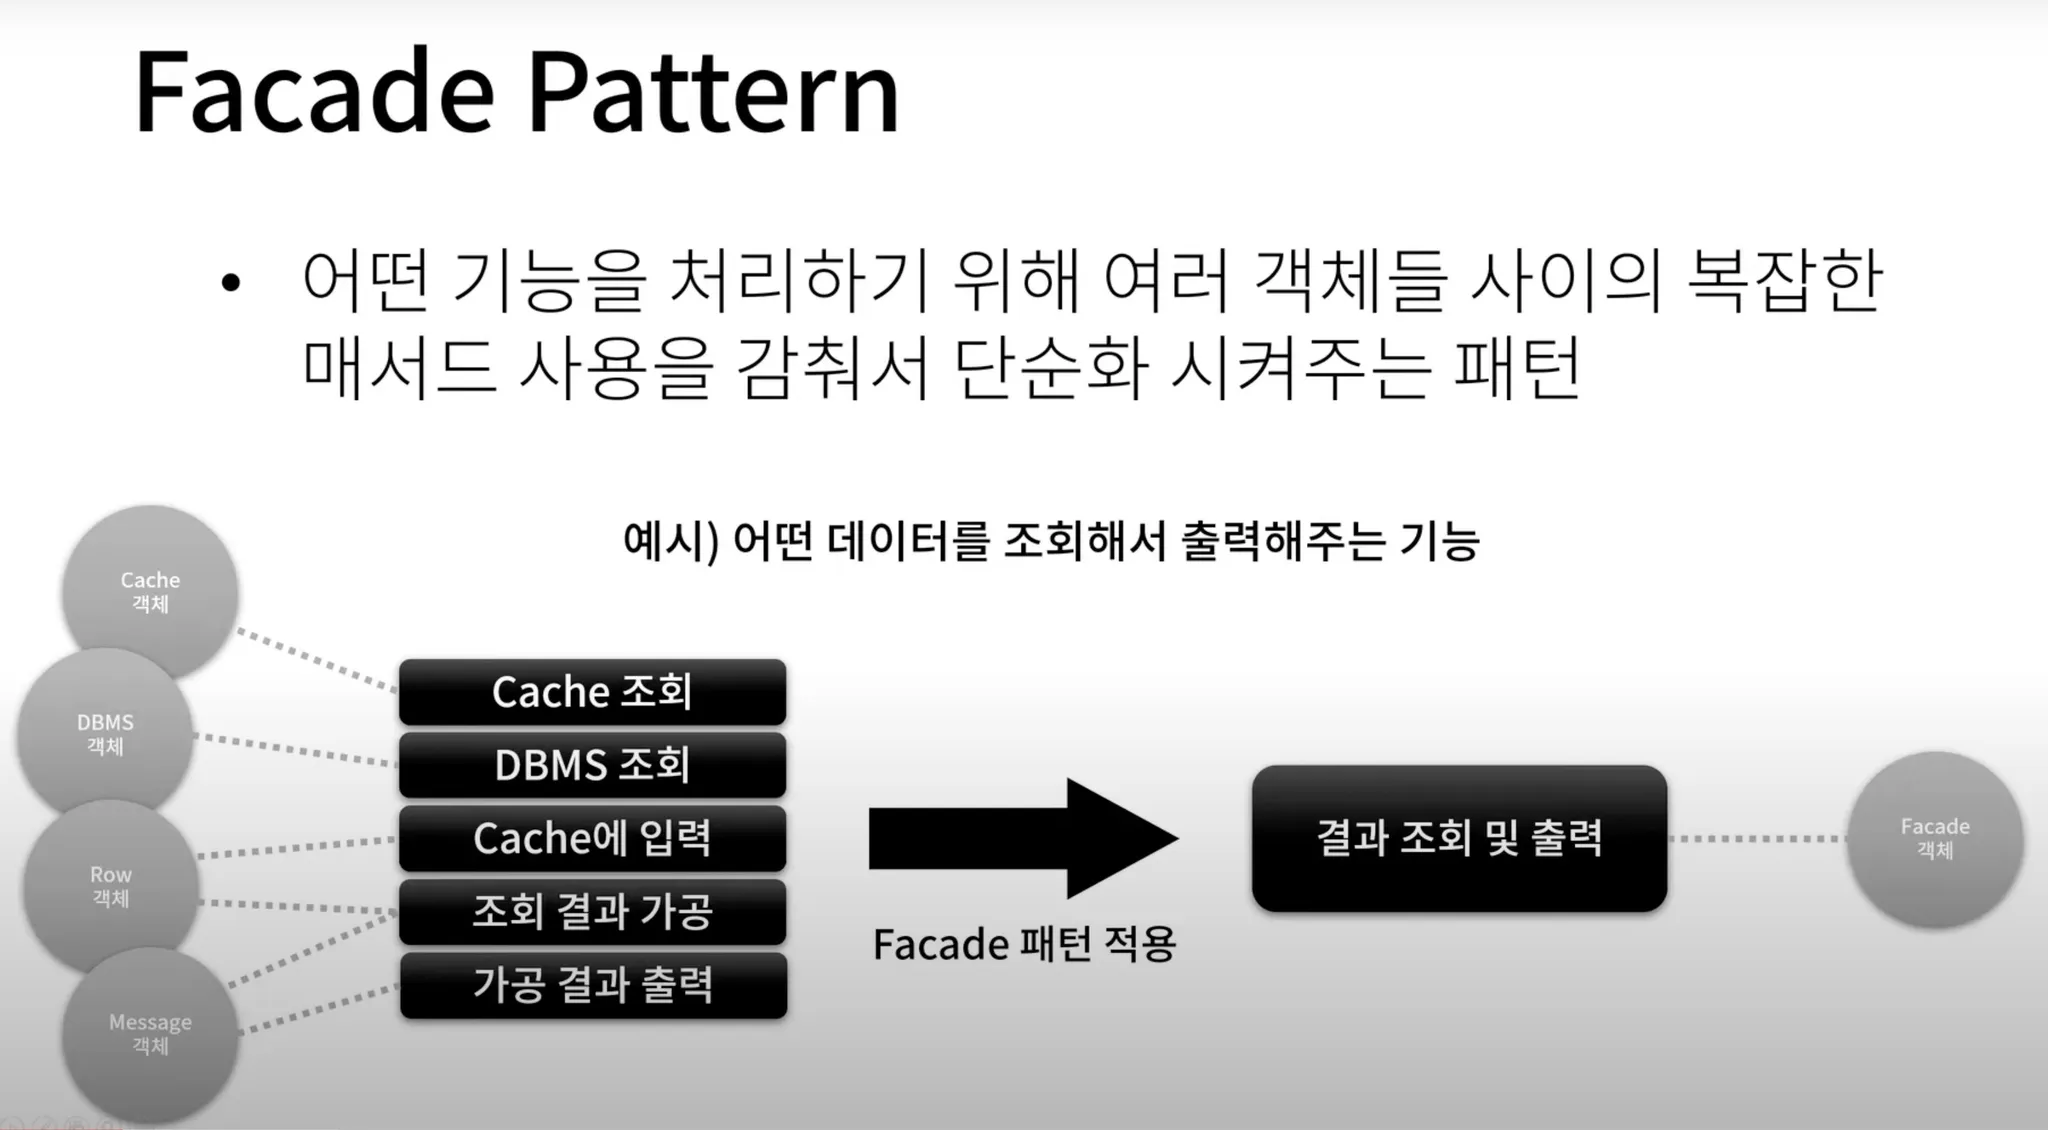 Facade Pattern
• 어떤 기능을 처리하기 위해 여러 객체들 사이의 복잡한
매서드 사용을 감춰서 단순화 시켜주는 패턴
예시) 어떤 데이터를 조회해서 출력해주는 기능
Cache
객체
DBMS
객체
Row
객체
Message
객체
Cache 조회
DBMS 조회
Cache에 입력
조회 결과 가공
가공 결과 출력
Facade 패턴 적용
결과 조회 및 출력
Facade
객체